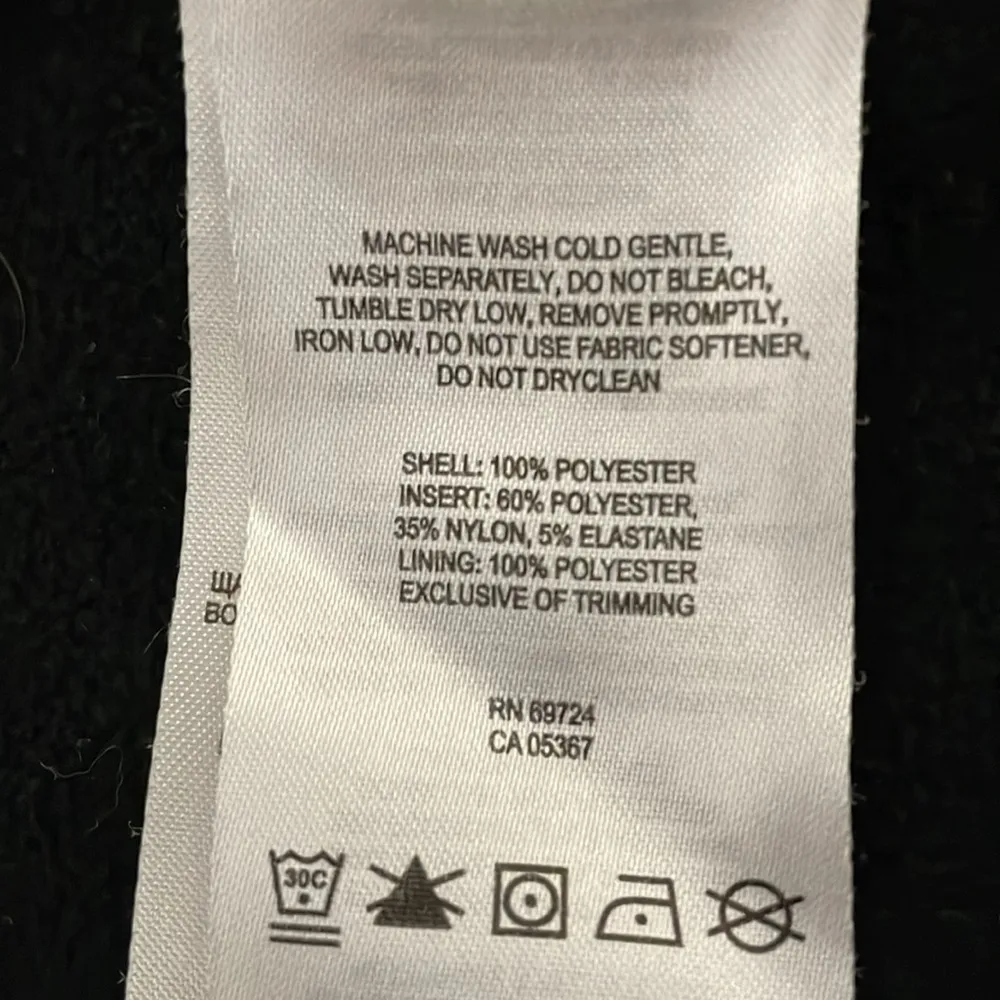 MACHINE WASH COLD GENTLE,
WASH SEPARATELY, DO NOT BLEACH,
TUMBLE DRY LOW, REMOVE PROMPTLY,
IRON LOW, DO NOT USE FABRIC SOFTENER,
DO NOT DRYCLEAN
SHELL: 100% POLYESTER
INSERT: 60% POLYESTER,
35% NYLON, 5% ELASTANE
LINING: 100% POLYESTER
EXCLUSIVE OF TRIMMING
RN 69724
CA 05367
30C